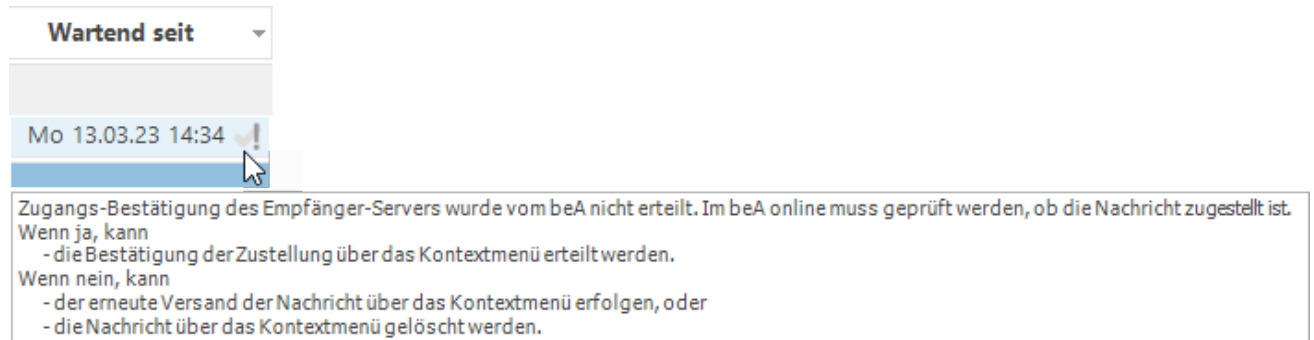 Wartend seit
Mo 13.03.23 14:34
Zugangs-Bestätigung des Empfänger-Servers wurde vom beA nicht erteilt. Im beA online muss geprüft werden, ob die Nachricht zugestellt ist.
Wenn ja, kann
- die Bestätigung der Zustellung über das Kontextmenü erteilt werden.
Wenn nein, kann
- der erneute Versand der Nachricht über das Kontextmenü erfolgen, oder
- die Nachricht über das Kontextmenü gelöscht werden.